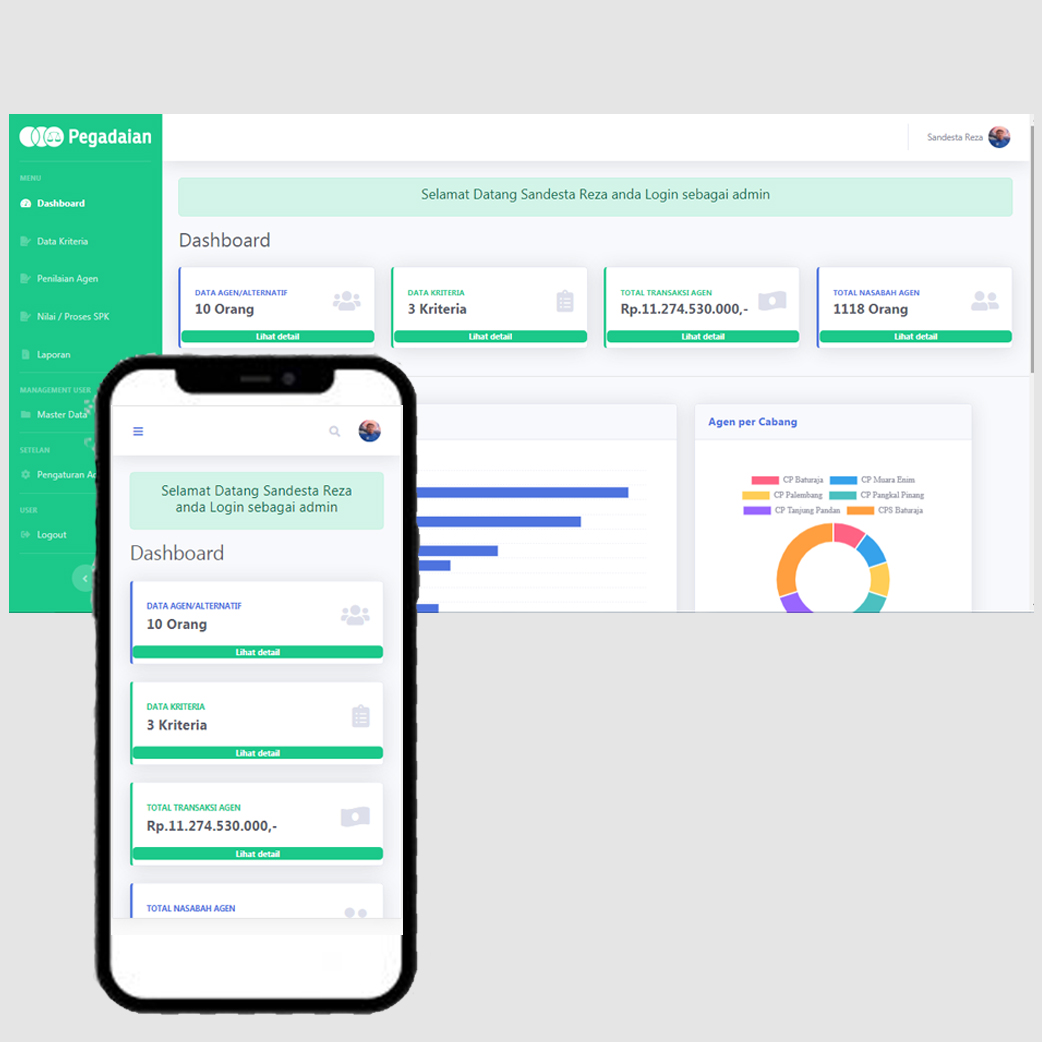 Pegadaian
MENU
Dashboard
Data Kriteria
Penilaian Agen
Nilai / Proses SPK
Laporan
MANAGEMENT USER
Master Data
SETELAN
Pengaturan
USER
Logout
Sandesta Reza
Selamat Datang Sandesta Reza anda Login sebagai admin
Dashboard
DATA AGEN/ALTERNATIF
10 Orang
Lihat detail
DATA KRITERIA
3 Kriteria
Lihat detail
TOTAL TRANSAKSI AGEN
Rp.11.274.530.000,-
Lihat detail
TOTAL NASABAH AGEN
1118 Orang
Lihat detail
Agen per Cabang
CP Baturaja
CP Muara Enim
CP Palembang
CP Pangkal Pinang
CP Tanjung Pandan
CPS Baturaja
Selamat Datang Sandesta Reza
anda Login sebagai admin
Dashboard
DATA AGEN/ALTERNATIF
10 Orang
Lihat detail
DATA KRITERIA
3 Kriteria
Lihat detail
TOTAL TRANSAKSI AGEN
Rp.11.274.530.000,-
Lihat detail
TOTAL NASABAH AGEN